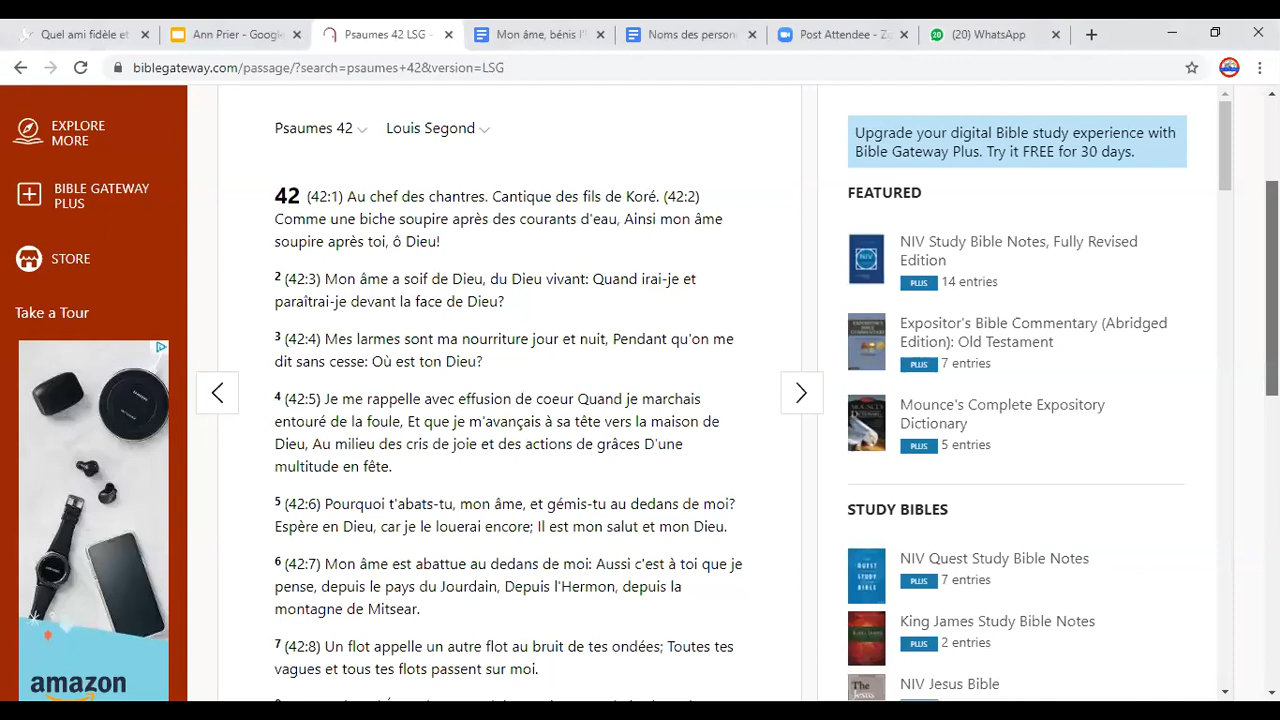 Quel ami fidèle et
Ann Prier - Google
Psaumes 42 LSG -
Mon âme, bénis l'
Noms des person
Post Attendee - Zo
(20) WhatsApp
biblegateway.com/passage/?search=psaumes+42&version=LSG
EXPLORE
MORE
BIBLE GATEWAY
PLUS
STORE
Take a Tour
amazon
Psaumes 42
Louis Segond
42 (42:1) Au chef des chantres. Cantique des fils de Koré. (42:2)
Comme une biche soupire après des courants d'eau, Ainsi mon âme
soupire après toi, ô Dieu!
2 (42:3) Mon âme a soif de Dieu, du Dieu vivant: Quand irai-je et
paraîtrai-je devant la face de Dieu?
3 (42:4) Mes larmes sont ma nourriture jour et nuit, Pendant qu'on me
dit sans cesse: Où est ton Dieu?
4 (42:5) Je me rappelle avec effusion de coeur Quand je marchais
entouré de la foule, Et que je m'avançais à sa tête vers la maison de
Dieu, Au milieu des cris de joie et des actions de grâces D'une
multitude en fête.
5 (42:6) Pourquoi t'abats-tu, mon âme, et gémis-tu au dedans de moi?
Espère en Dieu, car je le louerai encore; Il est mon salut et mon Dieu.
6 (42:7) Mon âme est abattue au dedans de moi: Aussi c'est à toi que je
pense, depuis le pays du Jourdain, Depuis l'Hermon, depuis la
montagne de Mitsear.
7 (42:8) Un flot appelle un autre flot au bruit de tes ondées; Toutes tes
vagues et tous tes flots passent sur moi.
Upgrade your digital Bible study experience with
Bible Gateway Plus. Try it FREE for 30 days.
FEATURED
NIV Study Bible Notes, Fully Revised
Edition
PLUS 14 entries
Expositor's Bible Commentary (Abridged
Edition): Old Testament
PLUS 7 entries
Mounce's Complete Expository
Dictionary
PLUS 5 entries
STUDY BIBLES
NIV Quest Study Bible Notes
PLUS 7 entries
King James Study Bible Notes
PLUS 2 entries
NIV Jesus Bible